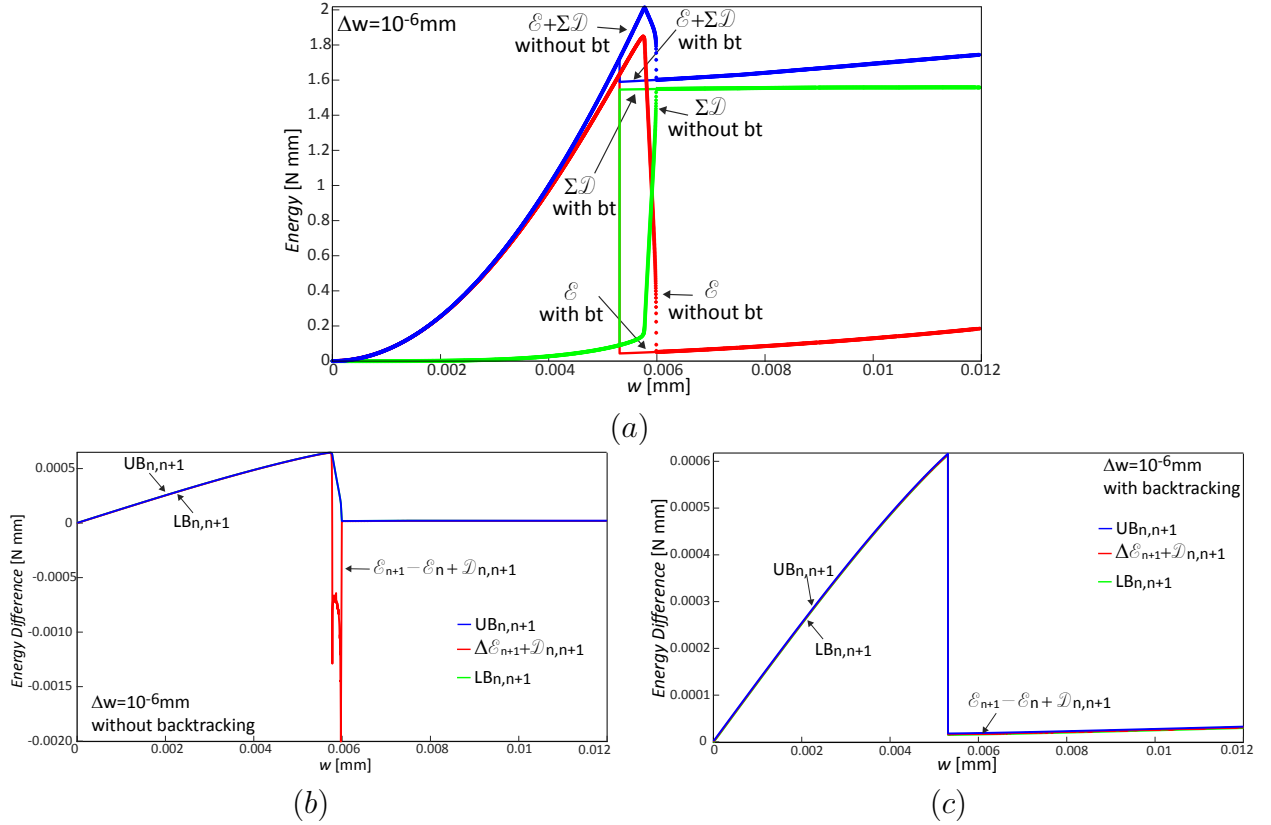 Δw=10-6mm
ℰ+Σ𝒟
without bt
ℰ+Σ𝒟
with bt
Σ𝒟
without bt
Σ𝒟
with bt
ℰ
with bt
ℰ
without bt
Energy [N mm]
2
1.8
1.6
1.4
1.2
1
0.8
0.6
0.4
0.2
0
0 0.002 0.004 0.006 0.008 0.01 0.012
w [mm]
(a)
Energy Difference [N mm]
0.0005
0
-0.0005
-0.0010
-0.0015
-0.0020
UBn,n+1
LBn,n+1
ℰn+1−ℰn+𝒟n,n+1
UBn,n+1
Δℰn+1+𝒟n,n+1
LBn,n+1
Δw=10-6mm
without backtracking
0 0.002 0.004 0.006 0.008 0.01 0.012
w [mm]
(b)
Energy Difference [N mm]
0.0006
0.0005
0.0004
0.0003
0.0002
0.0001
0
Δw=10-6mm
with backtracking
UBn,n+1
Δℰn+1+𝒟n,n+1
LBn,n+1
UBn,n+1
LBn,n+1
ℰn+1−ℰn+𝒟n,n+1
0 0.002 0.004 0.006 0.008 0.01 0.012
w [mm]
(c)